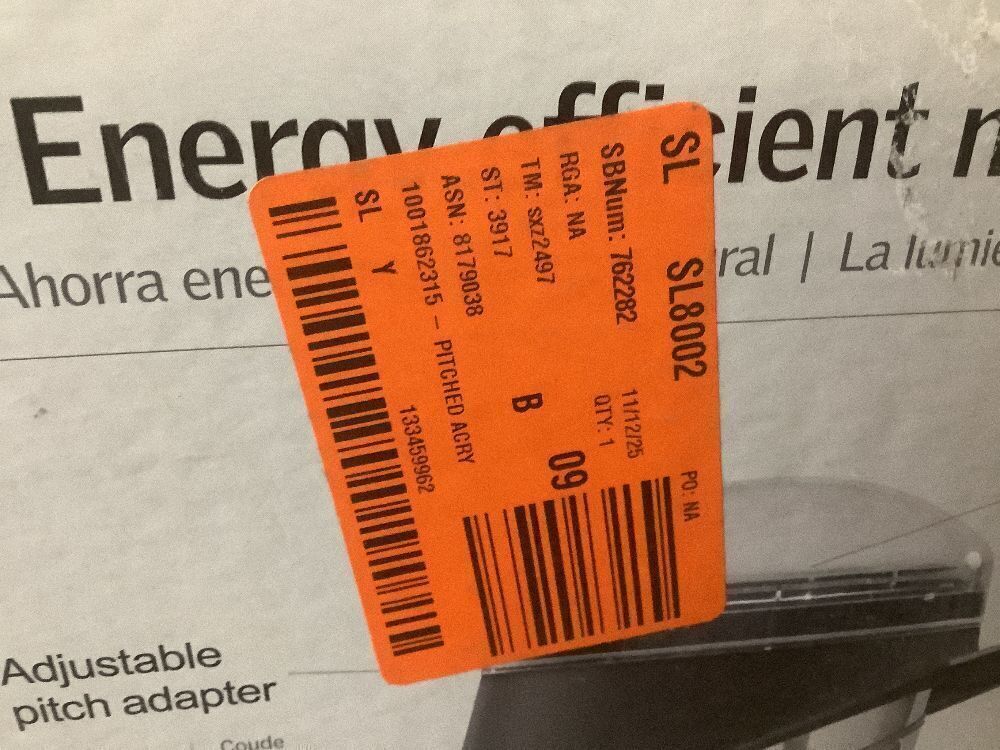 Energy efficient n
Ahorra ene
ral | La lumie
SL SL8002 PO: NA
SBNum: 762282 11/12/25
RGA: NA QTY: 1
TM: sxz2497 09
ST: 3917 B
ASN: 8179038
1001862315 – PITCHED ACRY
SL Y 133459962
Adjustable
pitch adapter
Coude